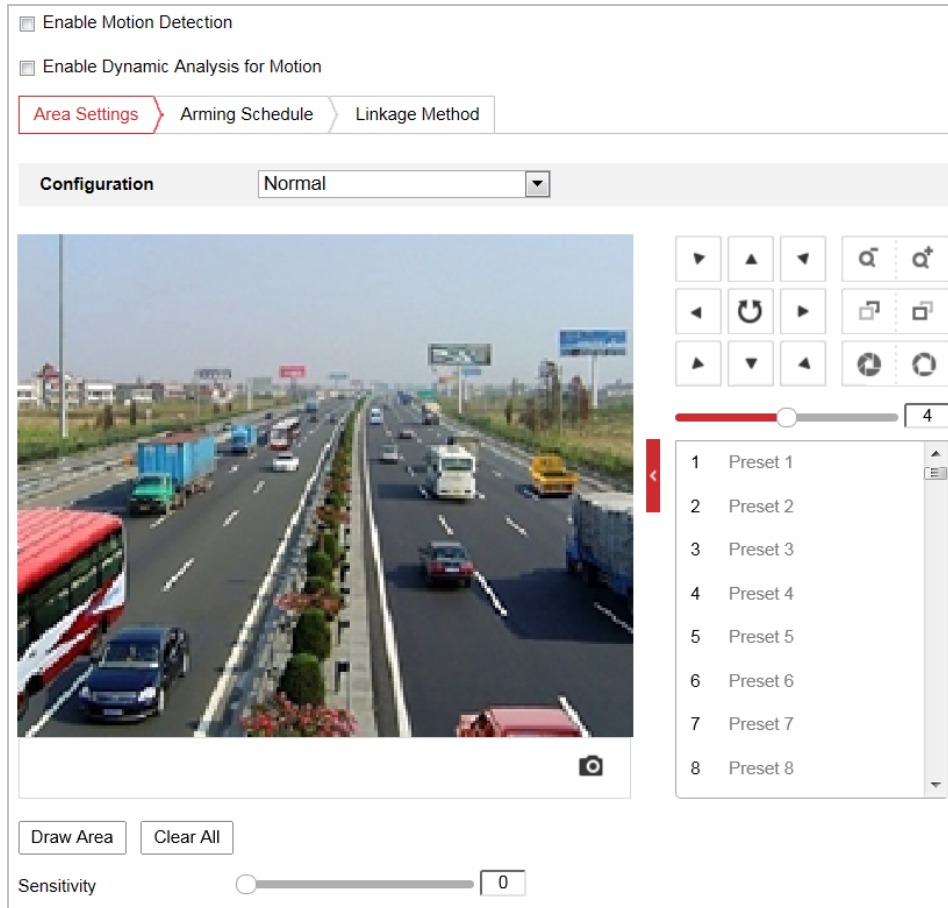 Enable Motion Detection
Enable Dynamic Analysis for Motion
Area Settings Arming Schedule Linkage Method
Configuration Normal
4
1 Preset 1
2 Preset 2
3 Preset 3
4 Preset 4
5 Preset 5
6 Preset 6
7 Preset 7
8 Preset 8
Draw Area Clear All
Sensitivity 0